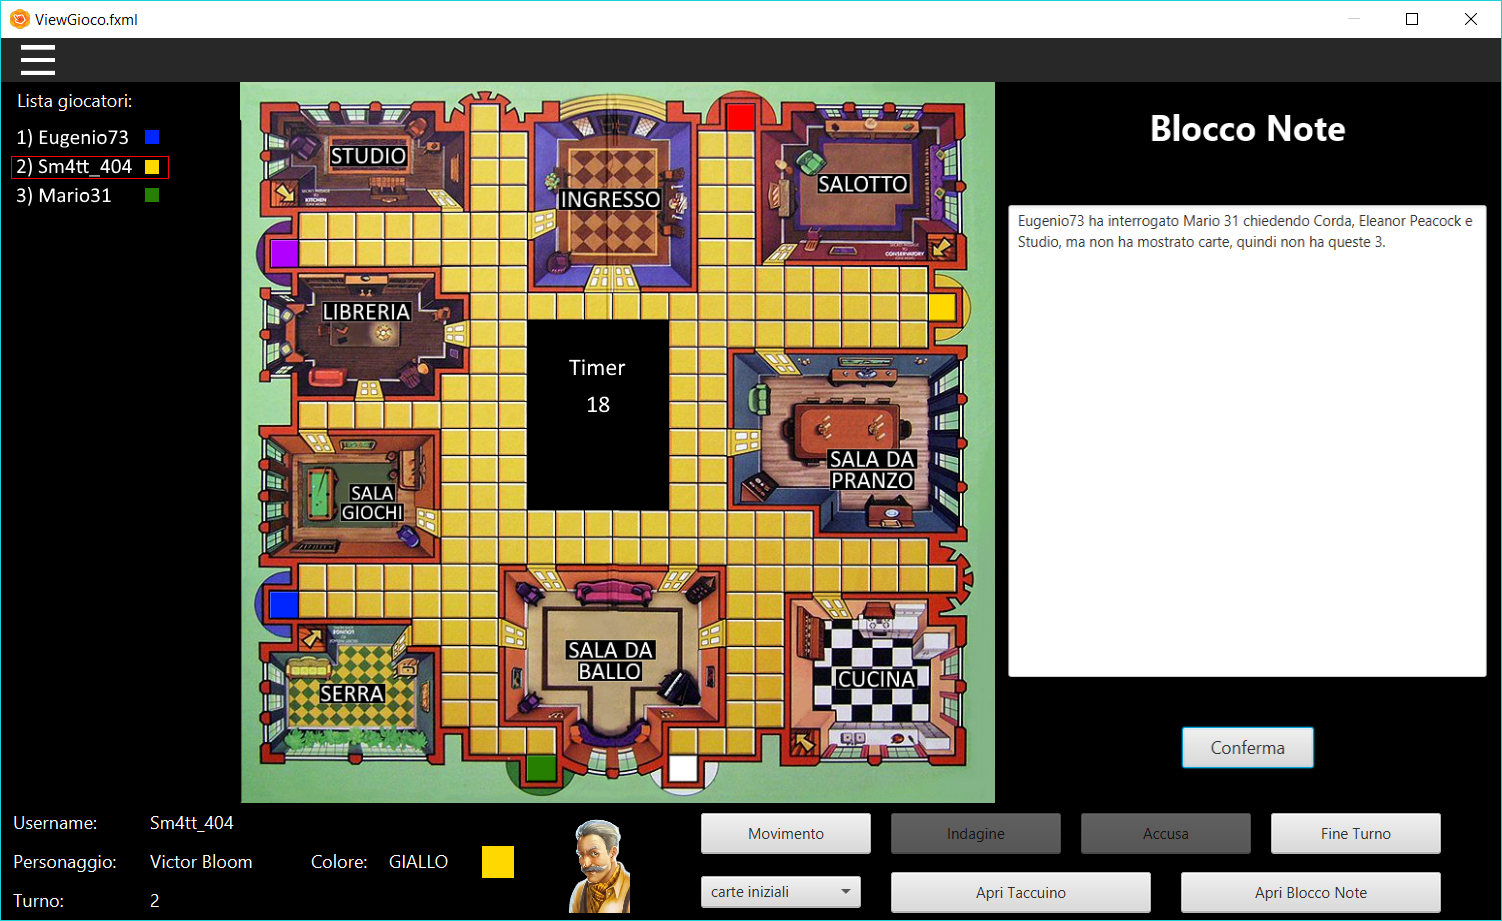 ViewGioco.fxml
Lista giocatori:
1) Eugenio73
2) Sm4tt_404
3) Mario31
STUDIO
INGRESSO
SALOTTO
LIBRERIA
Timer
18
SALA DA
PRANZO
SALA
GIOCHI
SALA DA
BALLO
SERRA
CUCINA
Blocco Note
Eugenio73 ha interrogato Mario 31 chiedendo Corda, Eleanor Peacock e
Studio, ma non ha mostrato carte, quindi non ha queste 3.
Conferma
Username: Sm4tt_404
Personaggio: Victor Bloom Colore: GIALLO
Turno: 2
Movimento Indagine Accusa Fine Turno
carte iniziali Apri Taccuino Apri Blocco Note